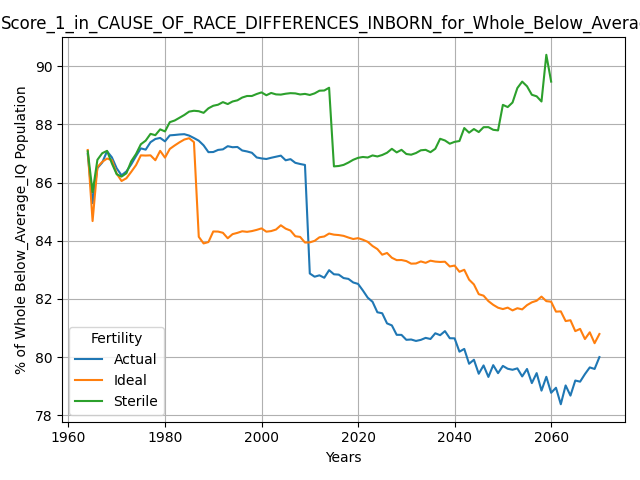 Score_1_in_CAUSE_OF_RACE_DIFFERENCES_INBORN_for_Whole_Below_Avera
% of Whole Below_Average_IQ Population
90
88
86
84
82
80
78
Fertility
Actual
Ideal
Sterile
1960 1980 2000 2020 2040 2060
Years